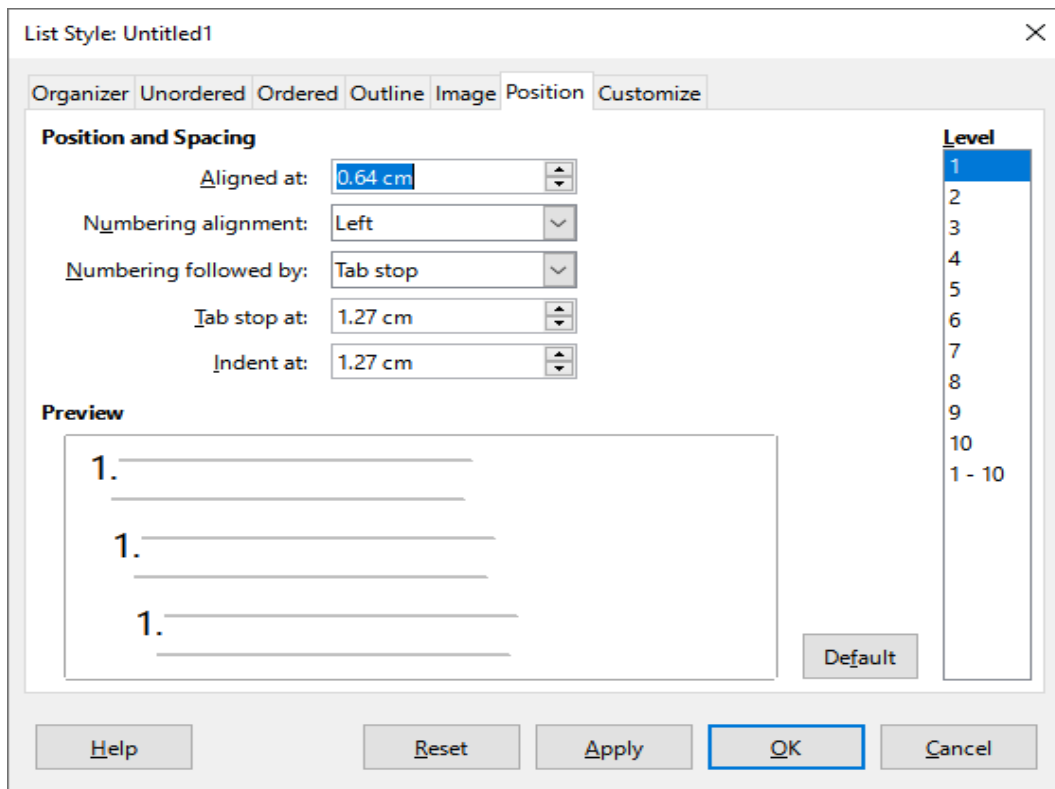 List Style: Untitled1
Organizer Unordered Ordered Outline Image Position Customize
Position and Spacing
Aligned at: 0.64 cm
Numbering alignment: Left
Numbering followed by: Tab stop
Tab stop at: 1.27 cm
Indent at: 1.27 cm
Preview
1.
1.
1.
Level
1
2
3
4
5
6
7
8
9
10
1 - 10
Default
Help Reset Apply OK Cancel